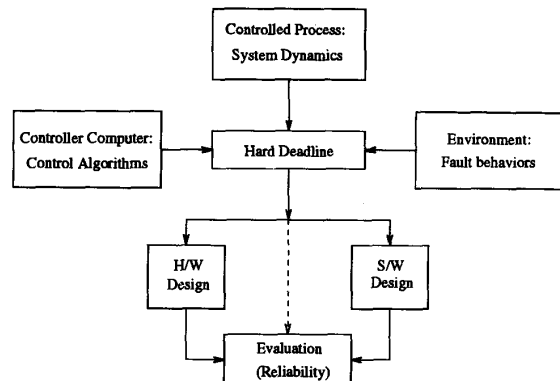 Controlled Process:
System Dynamics
Controller Computer:
Control Algorithms
Hard Deadline
Environment:
Fault behaviors
H/W
Design
S/W
Design
Evaluation
(Reliability)